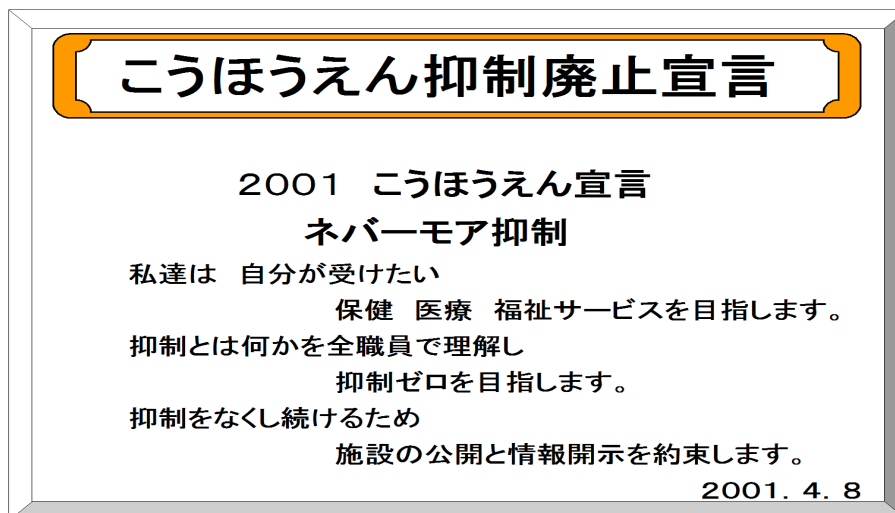 こうほうえん抑制廃止宣言
2001 こうほうえん宣言
ネバーモア抑制
私達は 自分が受けたい
保健 医療 福祉サービスを目指します。
抑制とは何かを全職員で理解し
抑制ゼロを目指します。
抑制をなくし続けるため
施設の公開と情報開示を約束します。
2001. 4. 8